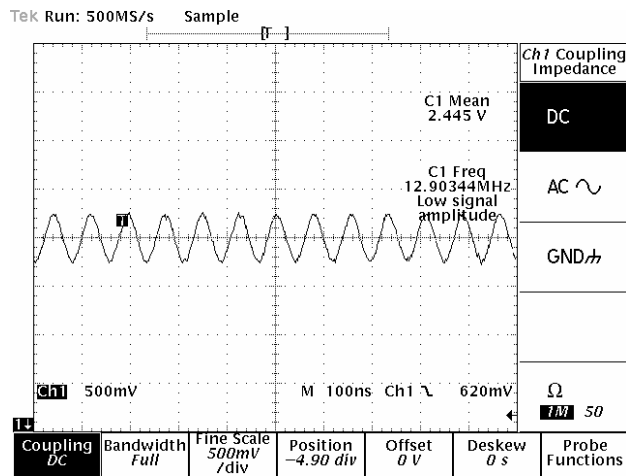 Tek Run: 500MS/s Sample
[T ]
Ch1 Coupling
Impedance
C1 Mean
2.445 V
DC
C1 Freq
12.90344MHz
Low signal
amplitude
AC
T
GND
Ch1 500mV M 100ns Ch1 620mV
Ω
1M 50
1
Coupling
DC
Bandwidth
Full
Fine Scale
500mV
/div
Position
−4.90 div
Offset
0 V
Deskew
0 s
Probe
Functions